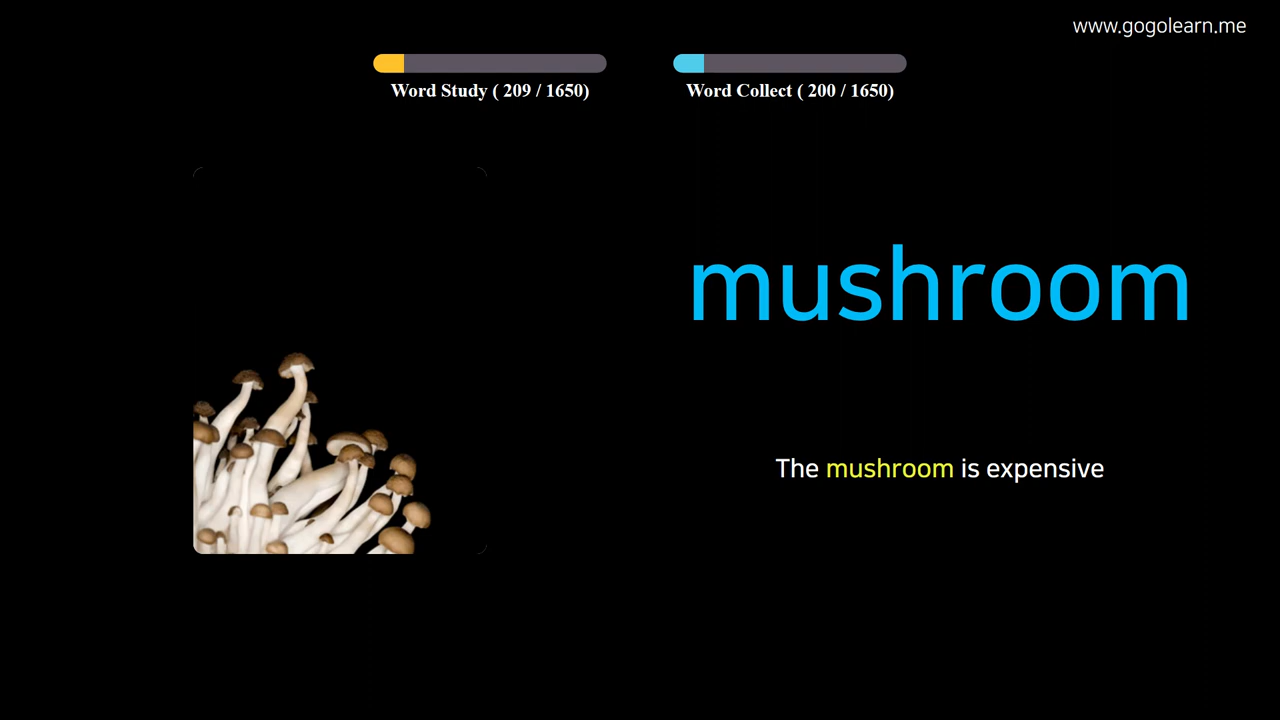 www.gogolearn.me
Word Study ( 209 / 1650)
Word Collect ( 200 / 1650)
mushroom
The mushroom is expensive